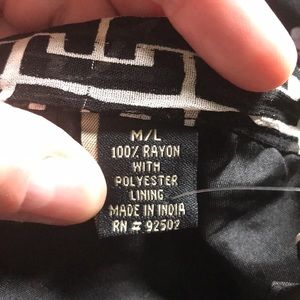 M/L
100% RAYON
WITH
POLYESTER
LINING
MADE IN INDIA
RN # 92502